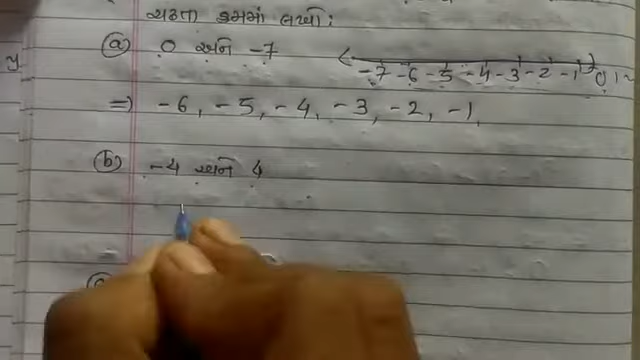 ચઢતા ક્રમમાં લખો:
(a) 0 અને -7
-7 -6 -5 -4 -3 -2 -1 0 1
⇒ -6, -5, -4, -3, -2, -1,
(b) -4 અને 4